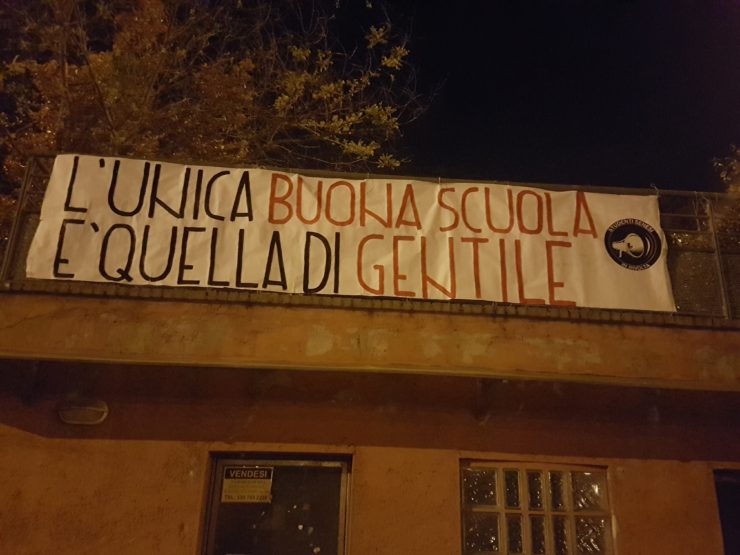 L'UNICA BUONA SCUOLA
E' QUELLA DI GENTILE
VENDESI